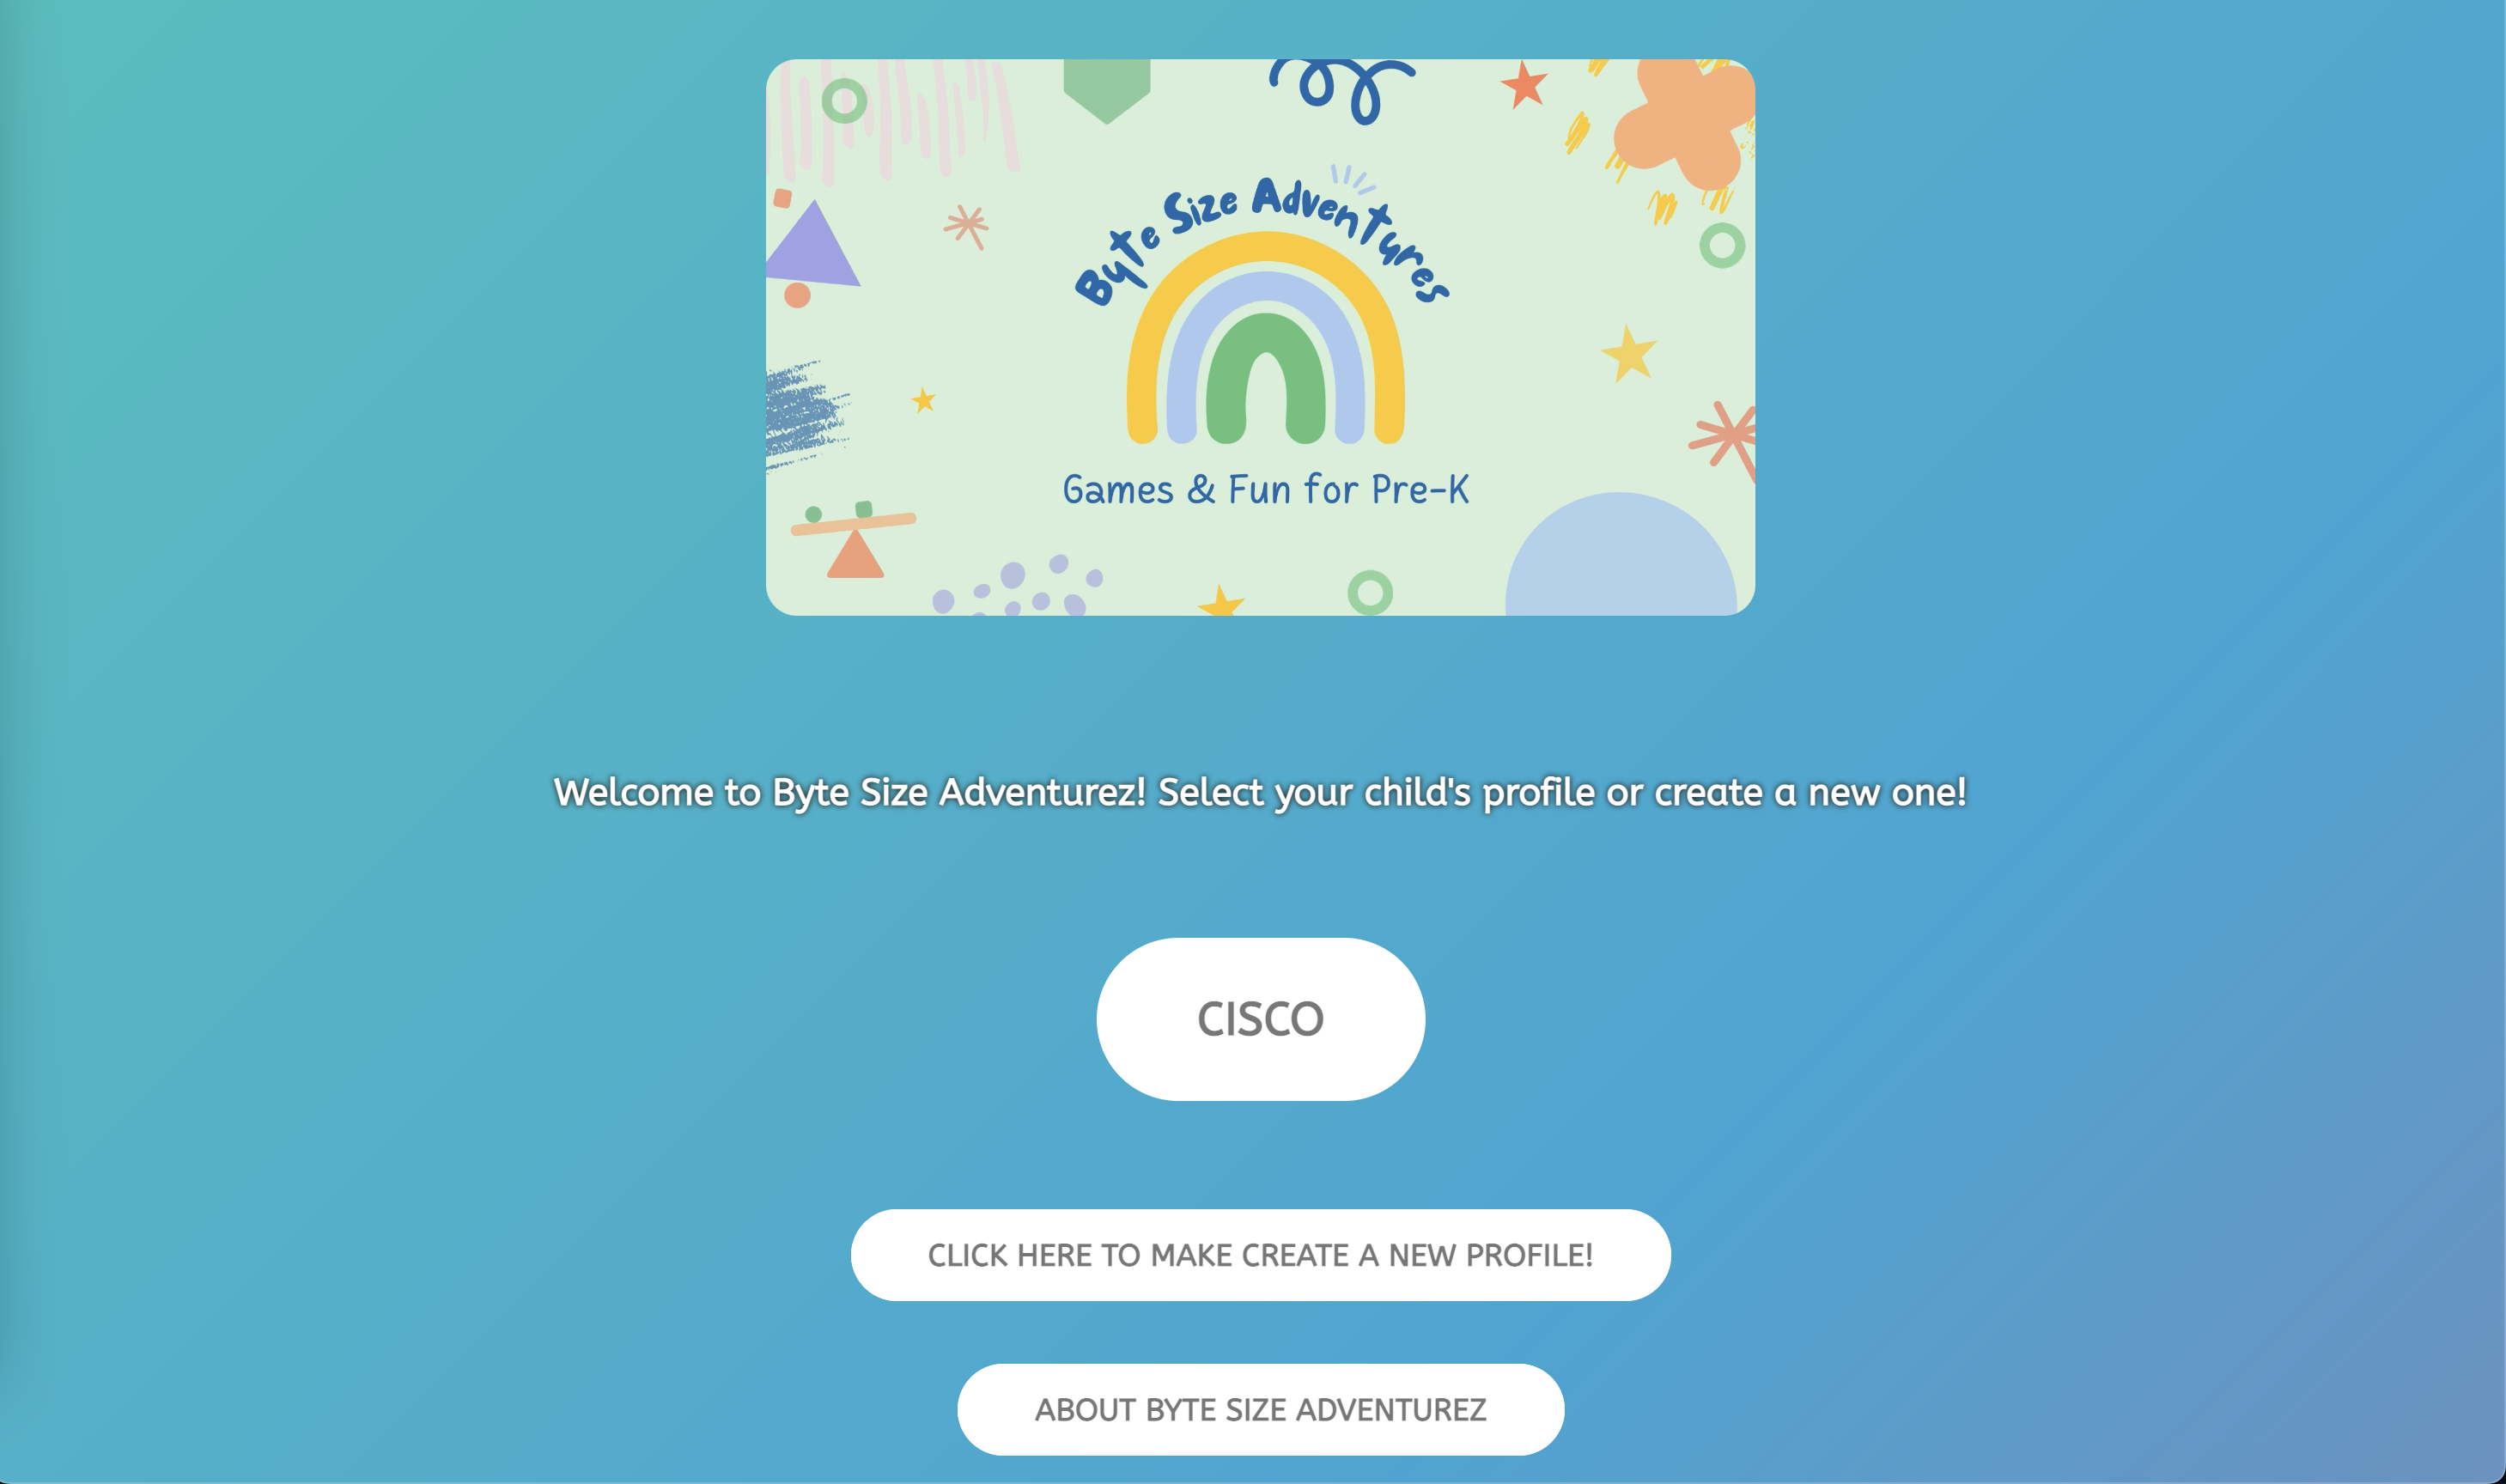 Byte Size Adventures
Games & Fun for Pre-K
Welcome to Byte Size Adventurez! Select your child's profile or create a new one!
CISCO
CLICK HERE TO MAKE CREATE A NEW PROFILE!
ABOUT BYTE SIZE ADVENTUREZ